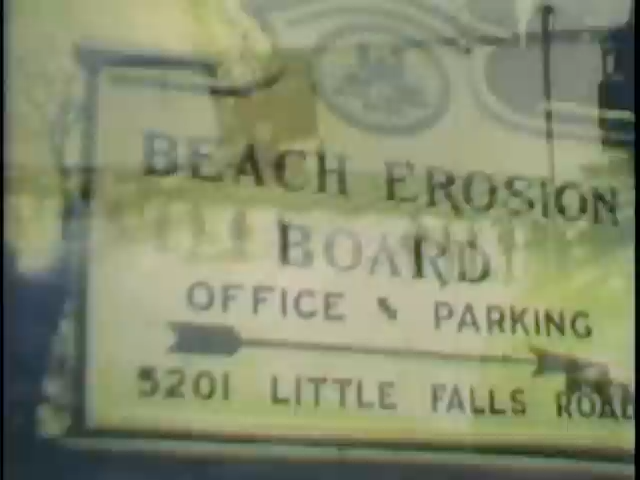 BEACH EROSION
BOARD
OFFICE & PARKING
5201 LITTLE FALLS ROAD